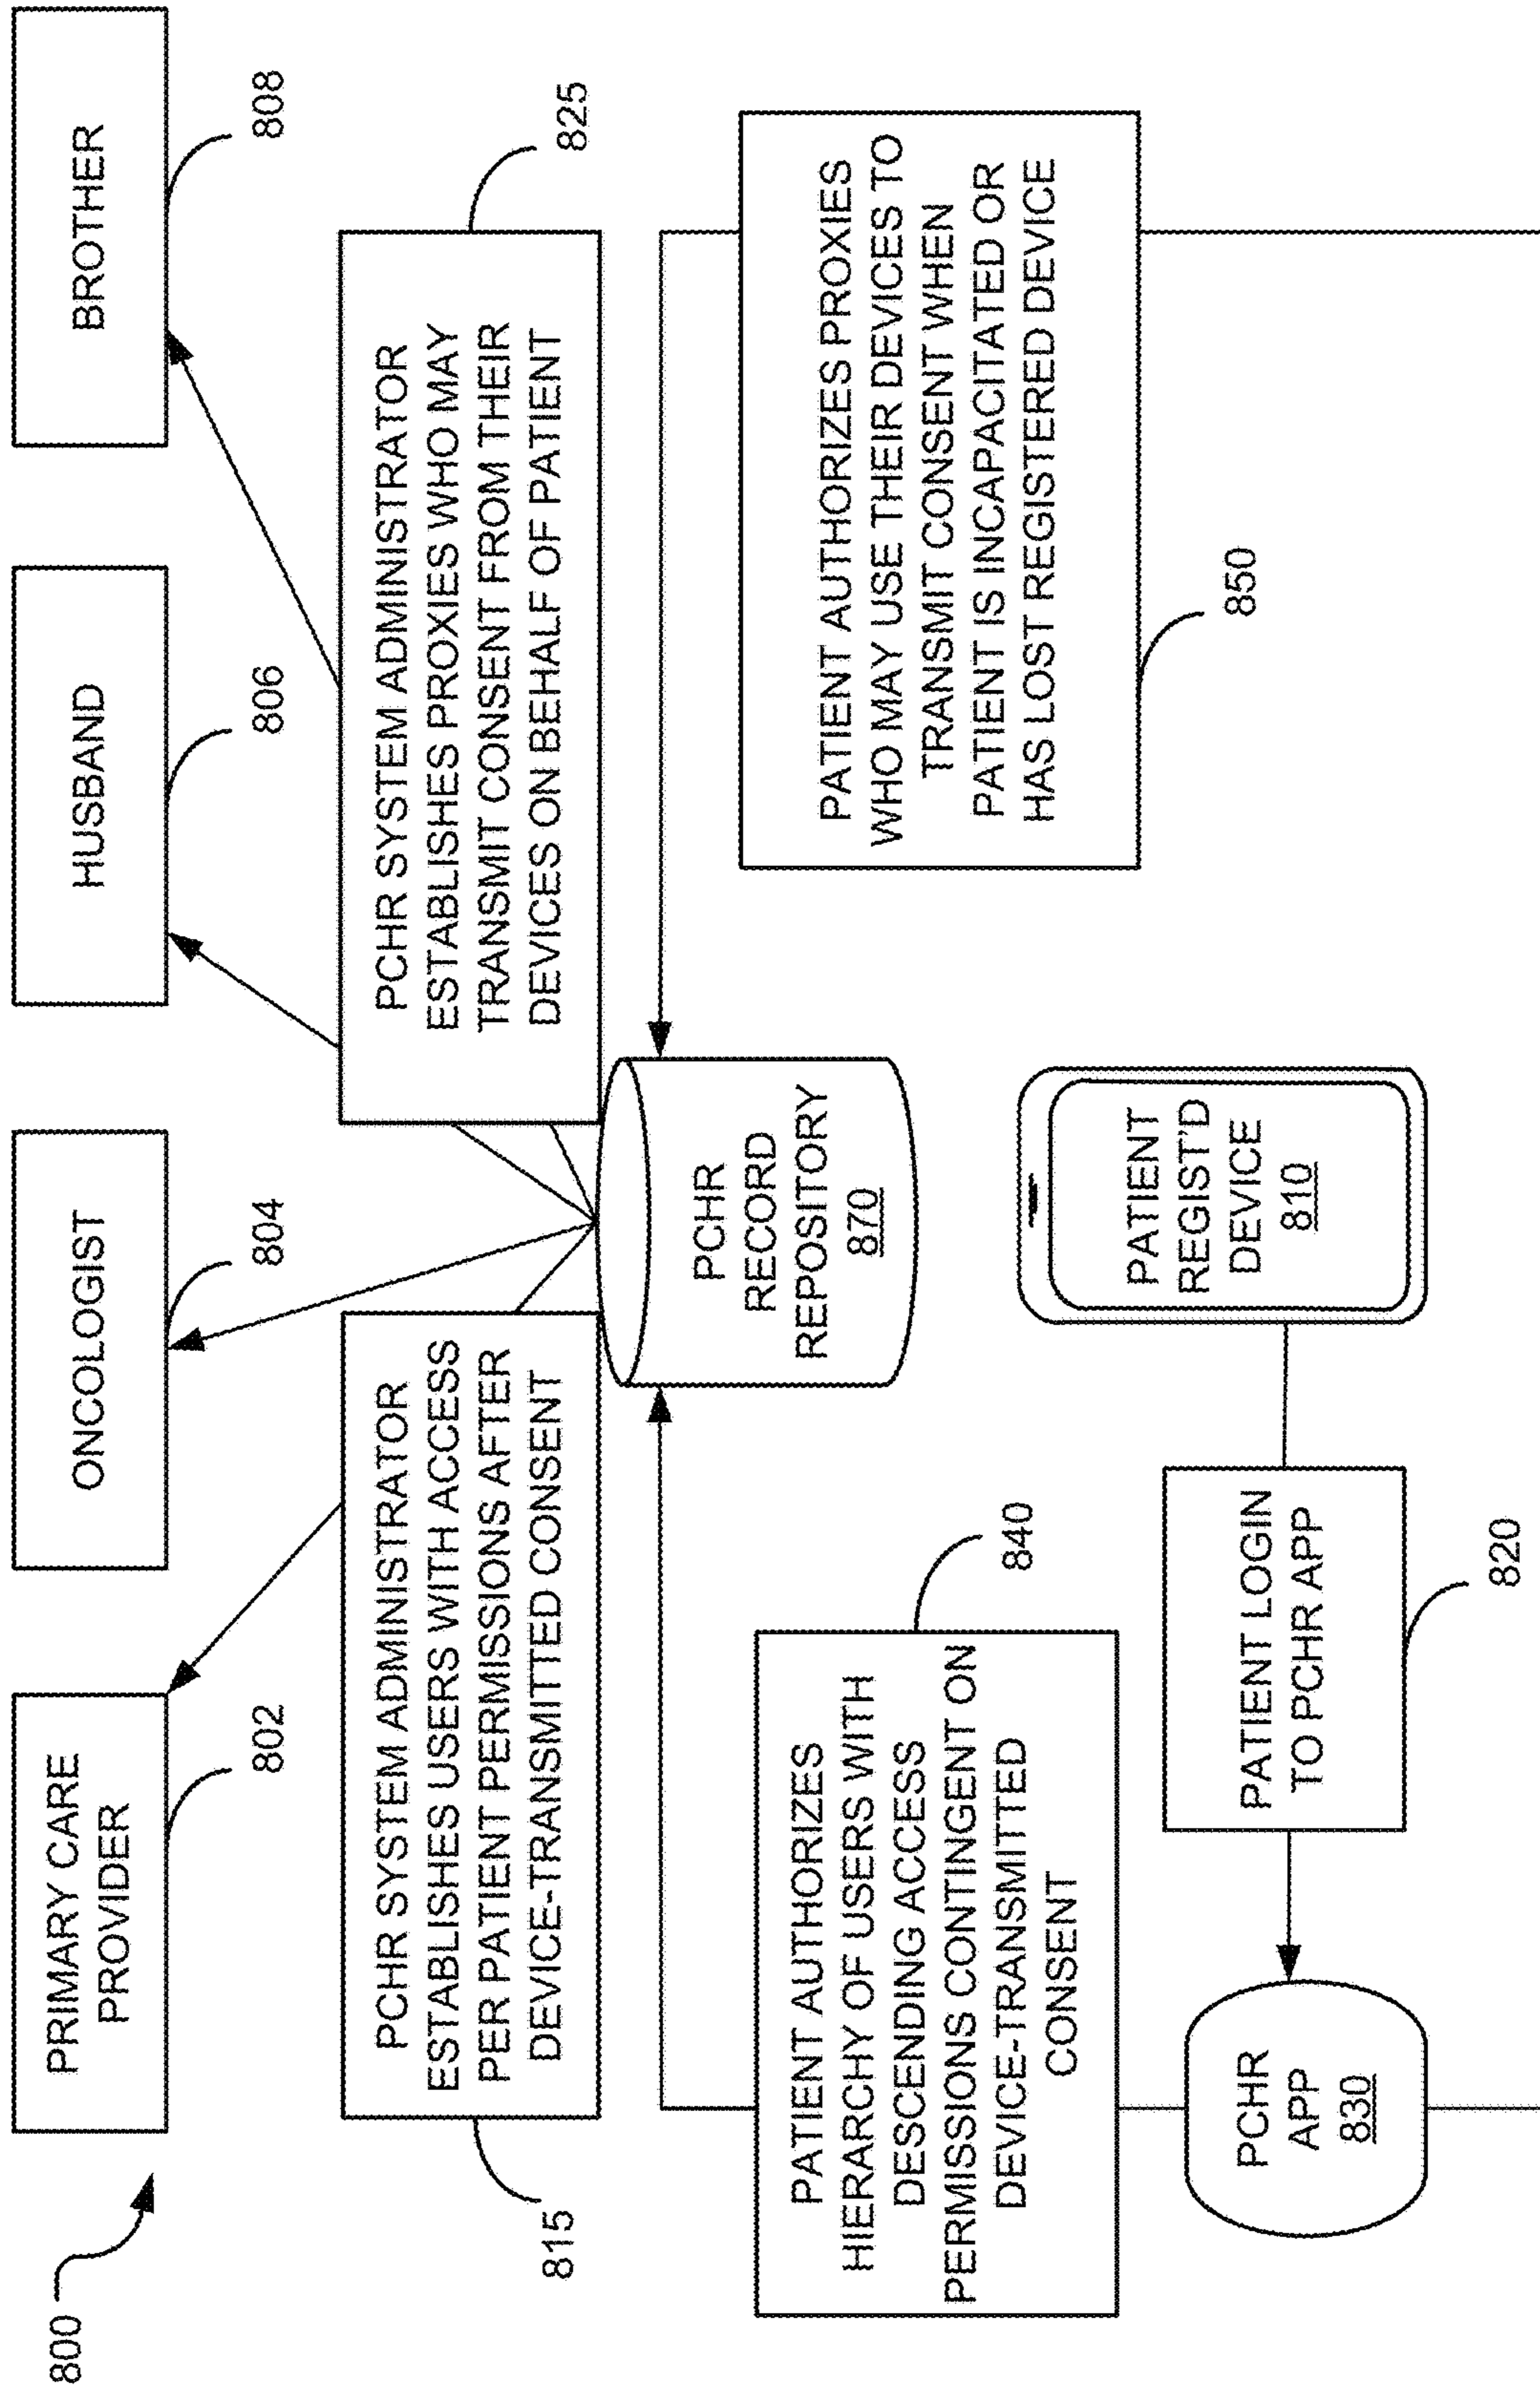 800
PRIMARY CARE
PROVIDER
802
ONCOLOGIST
804
HUSBAND
806
BROTHER
808
PCHR SYSTEM ADMINISTRATOR
ESTABLISHES USERS WITH ACCESS
PER PATIENT PERMISSIONS AFTER
DEVICE-TRANSMITTED CONSENT
815
PCHR SYSTEM ADMINISTRATOR
ESTABLISHES PROXIES WHO MAY
TRANSMIT CONSENT FROM THEIR
DEVICES ON BEHALF OF PATIENT
825
PCHR
RECORD
REPOSITORY
870
PATIENT AUTHORIZES
HIERARCHY OF USERS WITH
DESCENDING ACCESS
PERMISSIONS CONTINGENT ON
DEVICE-TRANSMITTED
CONSENT
840
PATIENT AUTHORIZES PROXIES
WHO MAY USE THEIR DEVICES TO
TRANSMIT CONSENT WHEN
PATIENT IS INCAPACITATED OR
HAS LOST REGISTERED DEVICE
850
PCHR
APP
830
PATIENT LOGIN
TO PCHR APP
820
PATIENT
REGIST'D
DEVICE
810